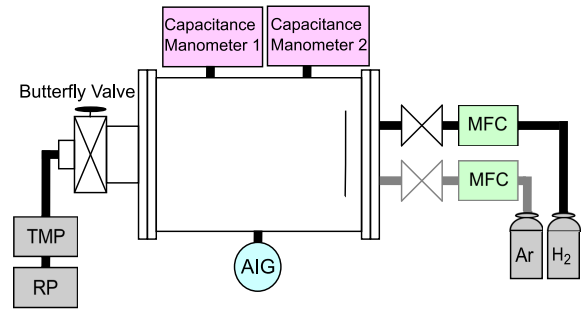 Capacitance
Manometer 1
Capacitance
Manometer 2
Butterfly Valve
MFC
MFC
TMP
RP
AIG
Ar
H₂